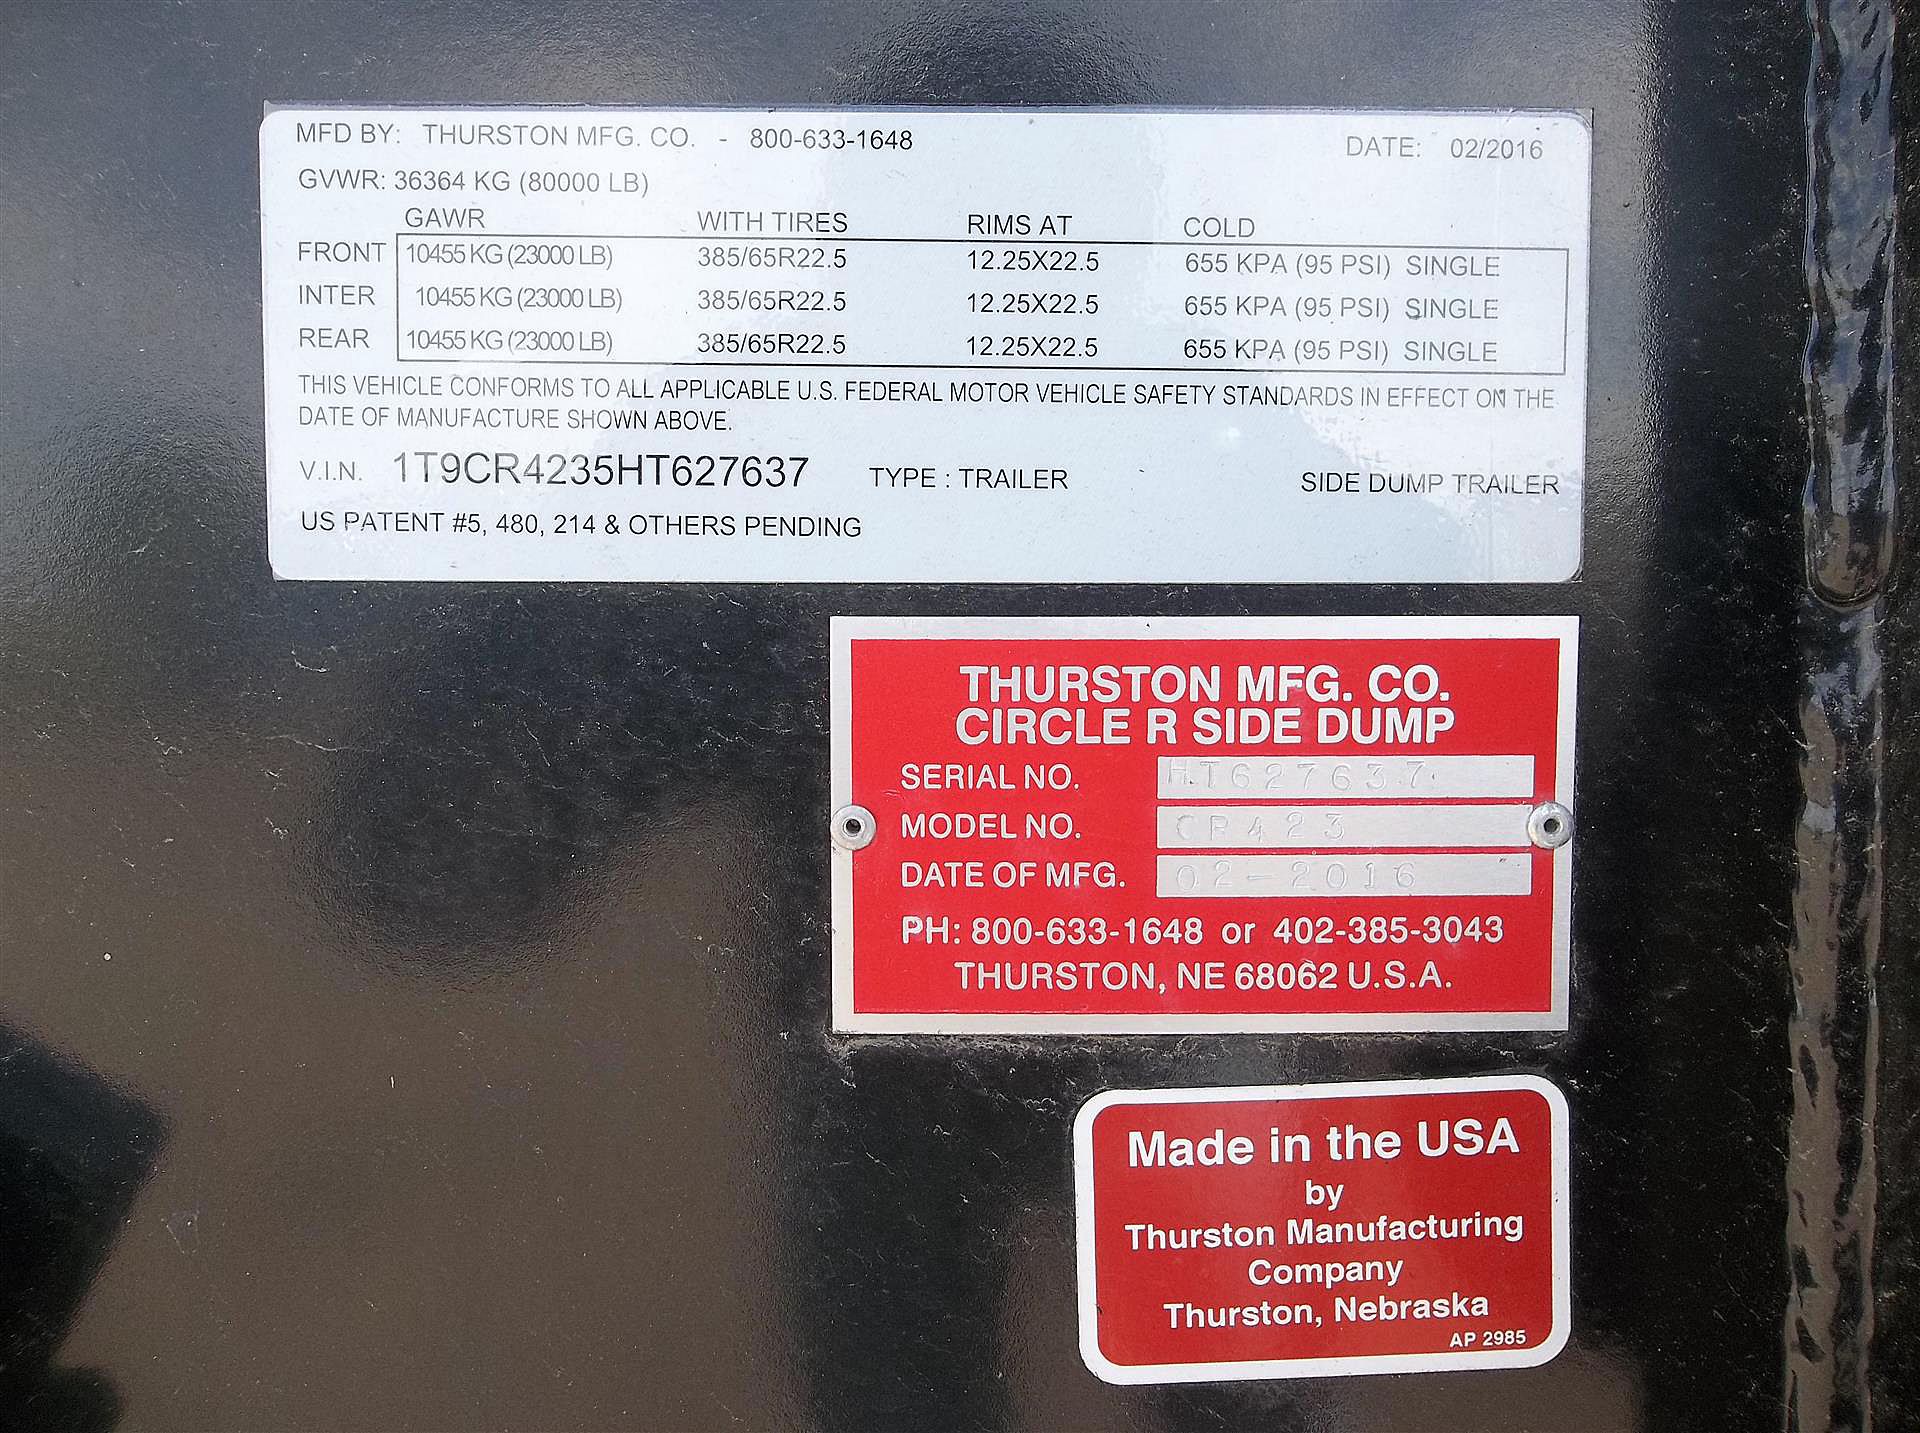 MFD BY: THURSTON MFG. CO. - 800-633-1648 DATE: 02/2016
GVWR: 36364 KG (80000 LB)
GAWR WITH TIRES RIMS AT COLD
FRONT 10455 KG (23000 LB) 385/65R22.5 12.25X22.5 655 KPA (95 PSI) SINGLE
INTER 10455 KG (23000 LB) 385/65R22.5 12.25X22.5 655 KPA (95 PSI) SINGLE
REAR 10455 KG (23000 LB) 385/65R22.5 12.25X22.5 655 KPA (95 PSI) SINGLE
THIS VEHICLE CONFORMS TO ALL APPLICABLE U.S. FEDERAL MOTOR VEHICLE SAFETY STANDARDS IN EFFECT ON THE
DATE OF MANUFACTURE SHOWN ABOVE.
V.I.N. 1T9CR4235HT627637 TYPE : TRAILER SIDE DUMP TRAILER
US PATENT #5, 480, 214 & OTHERS PENDING
THURSTON MFG. CO.
CIRCLE R SIDE DUMP
SERIAL NO. HT627637
MODEL NO. CR423
DATE OF MFG. 02-2016
PH: 800-633-1648 or 402-385-3043
THURSTON, NE 68062 U.S.A.
Made in the USA
by
Thurston Manufacturing
Company
Thurston, Nebraska
AP 2985